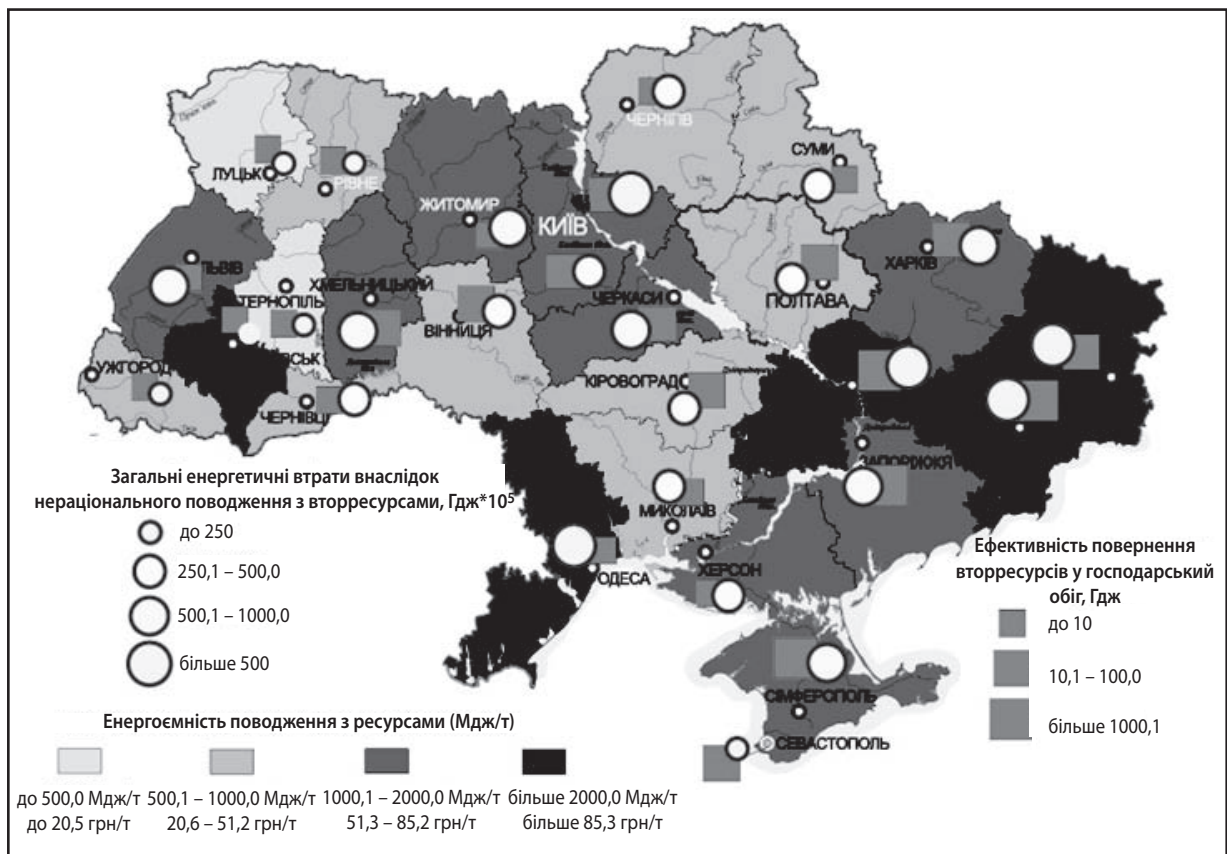 ЧЕРНІГІВ
СУМИ
ЛУЦЬК
РІВНЕ
ЖИТОМИР
КИЇВ
ХАРКІВ
ЛЬВІВ
ТЕРНОПІЛЬ
ХМЕЛЬНИЦЬКИЙ
ЧЕРКАСИ
ПОЛТАВА
ВІННИЦЯ
УЖГОРОД
КІРОВОГРАД
ЧЕРНІВЦІ
ЗАПОРІЖЖЯ
МИКОЛАЇВ
ОДЕСА
ХЕРСОН
СІМФЕРОПОЛЬ
СЕВАСТОПОЛЬ
Загальні енергетичні втрати внаслідок
нераціонального поводження з вторресурсами, Гдж*10⁵
до 250
250,1 – 500,0
500,1 – 1000,0
більше 500
Ефективність повернення
вторресурсів у господарський
обіг, Гдж
до 10
10,1 – 100,0
більше 1000,1
Енергоємність поводження з ресурсами (Мдж/т)
до 500,0 Мдж/т 500,1 – 1000,0 Мдж/т 1000,1 – 2000,0 Мдж/т більше 2000,0 Мдж/т
до 20,5 грн/т 20,6 – 51,2 грн/т 51,3 – 85,2 грн/т більше 85,3 грн/т